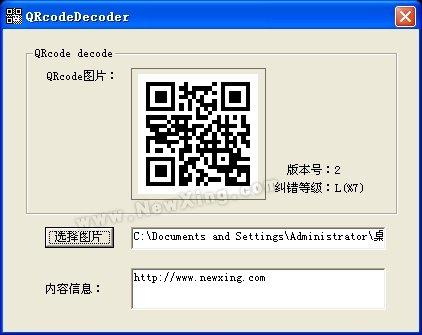 QRcodeDecoder
QRcode decode
QRcode图片：
版本号：2
纠错等级：L(%7)
www.NewXing.com
选择图片
C:\Documents and Settings\Administrator\桌
内容信息：
http://www.newxing.com